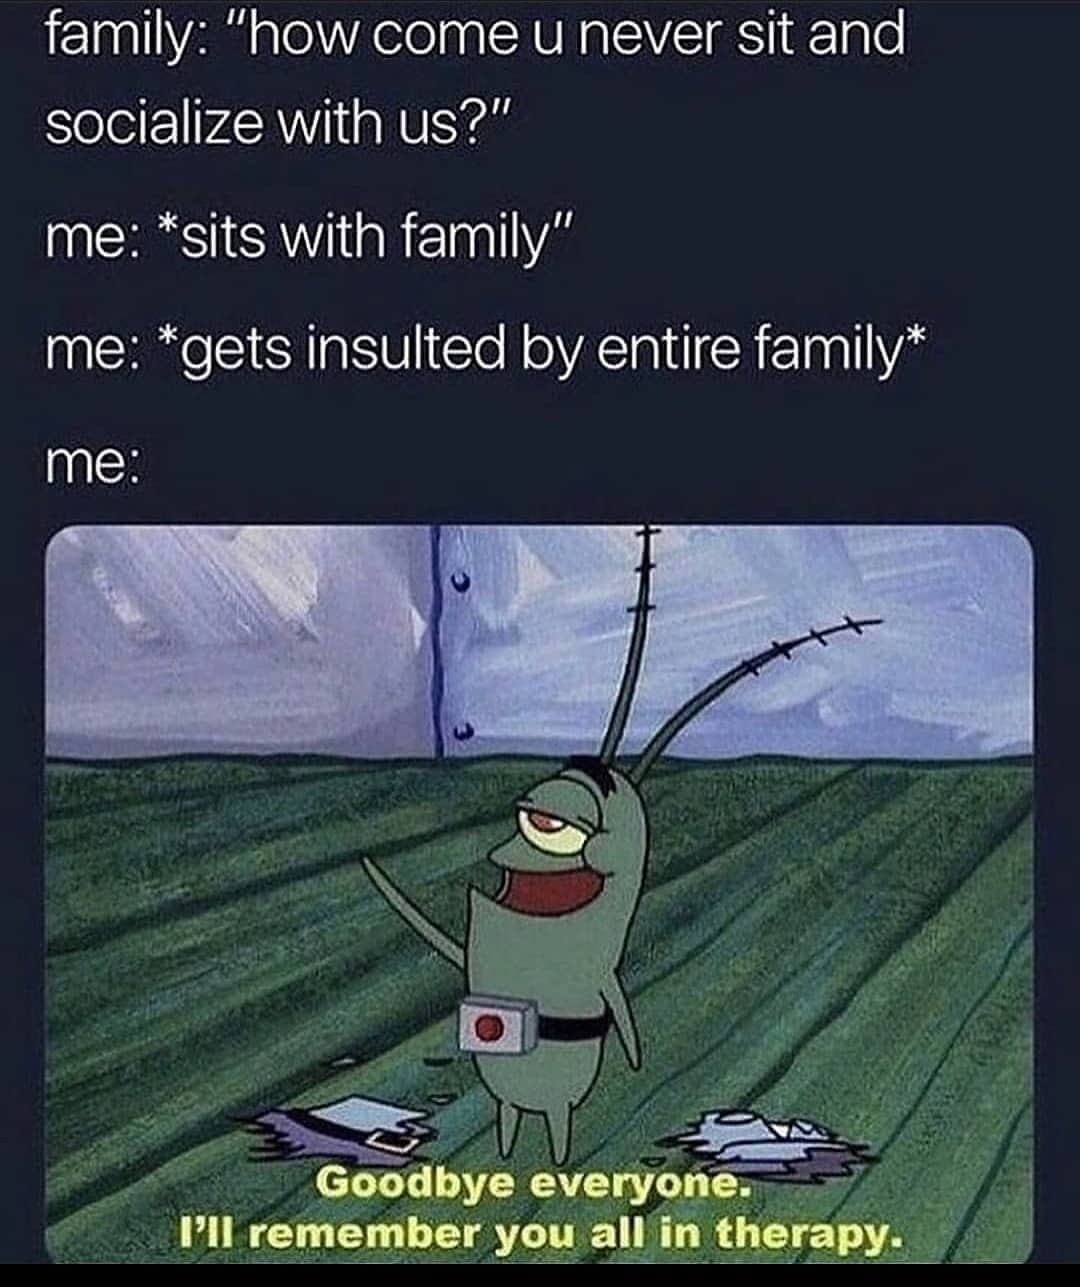 family: "how come u never sit and
socialize with us?"
me: *sits with family"
me: *gets insulted by entire family*
me:
Goodbye everyone.
I'll remember you all in therapy.